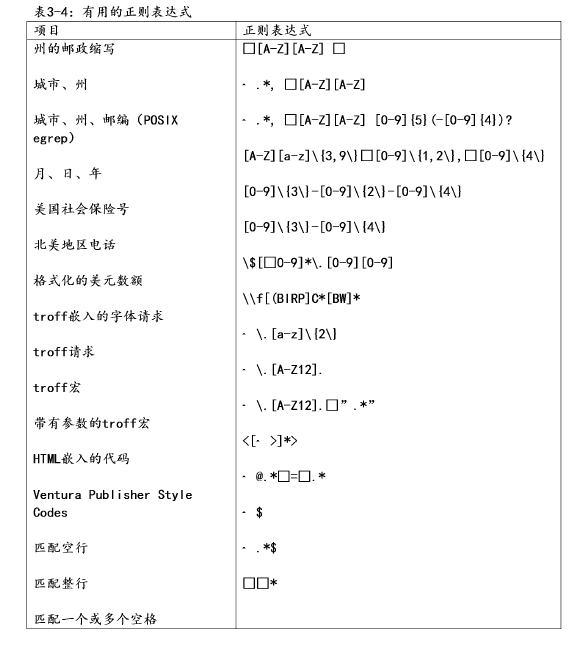 表3-4：有用的正则表达式
项目 正则表达式
州的邮政缩写 □[A-Z][A-Z] □
城市、州 ^ .*, □[A-Z][A-Z]
城市、州、邮编（POSIX ^ .*, □[A-Z][A-Z] [0-9]{5}(-[0-9]{4})?
egrep）
[A-Z][a-z]\{3,9\}□[0-9]\{1,2\},□[0-9]\{4\}
月、日、年
[0-9]\{3\}-[0-9]\{2\}-[0-9]\{4\}
美国社会保险号
[0-9]\{3\}-[0-9]\{4\}
北美地区电话
\$[□0-9]*\.[0-9][0-9]
格式化的美元数额
\\f[(BIRP]C*[BW]*
troff嵌入的字体请求
^ \.[a-z]\{2\}
troff请求
^ \.[A-Z12].
troff宏
^ \.[A-Z12].□”.*”
带有参数的troff宏
<[^ >]*>
HTML嵌入的代码
^ @.*□=□.*
Ventura Publisher Style
Codes ^ $
匹配空行 ^ .*$
匹配整行 □□*
匹配一个或多个空格